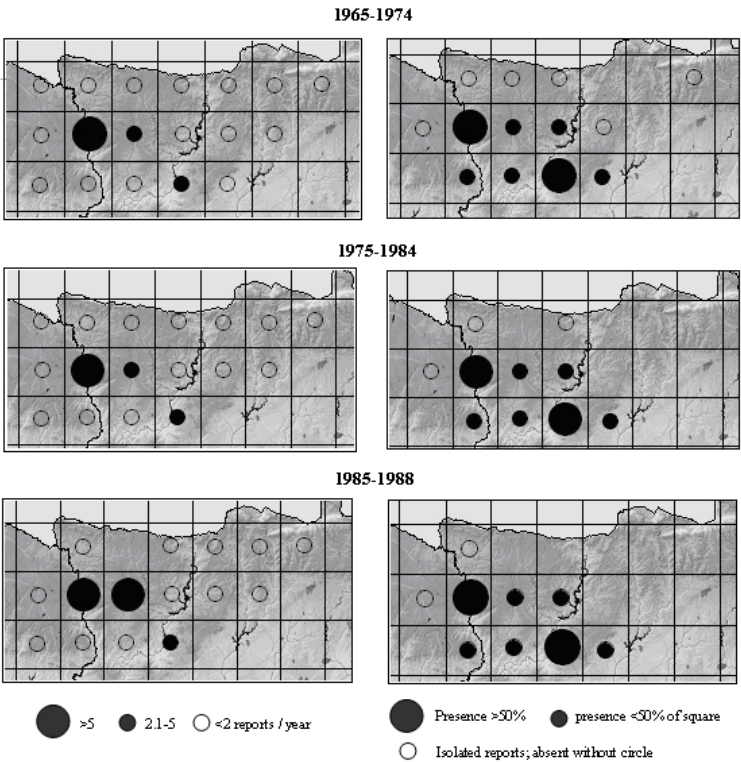 1965-1974
1975-1984
1985-1988
>5 2.1-5 <2 reports / year
Presence >50% presence <50% of square
Isolated reports; absent without circle